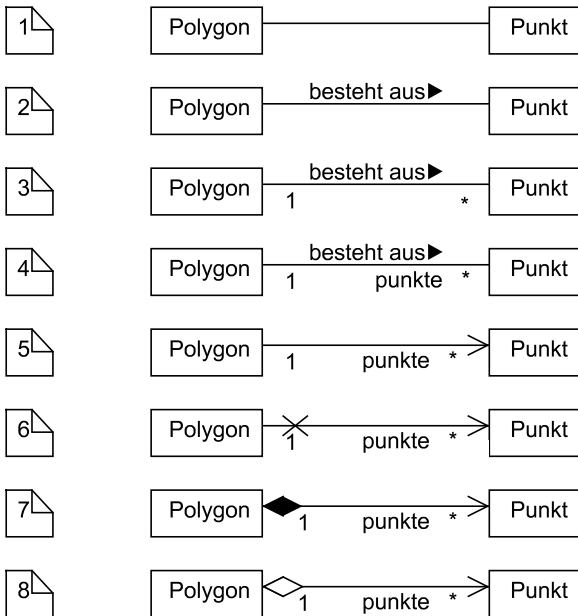 1 Polygon Punkt
besteht aus
2 Polygon Punkt
besteht aus
3 Polygon Punkt
1 *
besteht aus
4 Polygon Punkt
1 punkte *
5 Polygon Punkt
1 punkte *
6 Polygon Punkt
1 punkte *
7 Polygon Punkt
1 punkte *
8 Polygon Punkt
1 punkte *